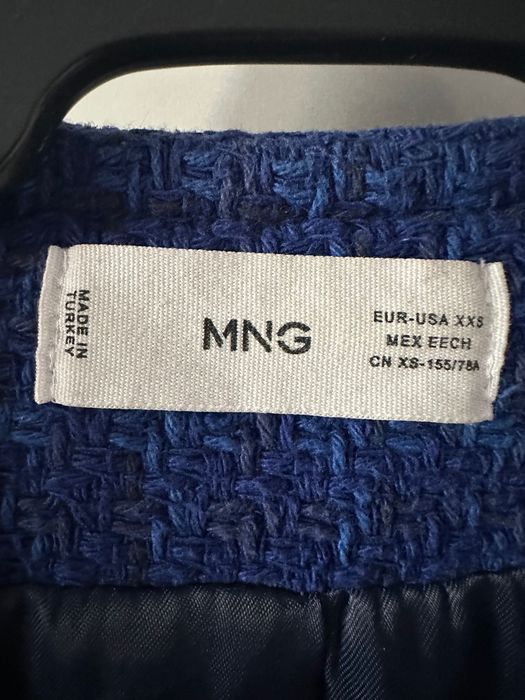 MADE IN
TURKEY
MNG
EUR-USA XXS
MEX EECH
CN XS-155/78A